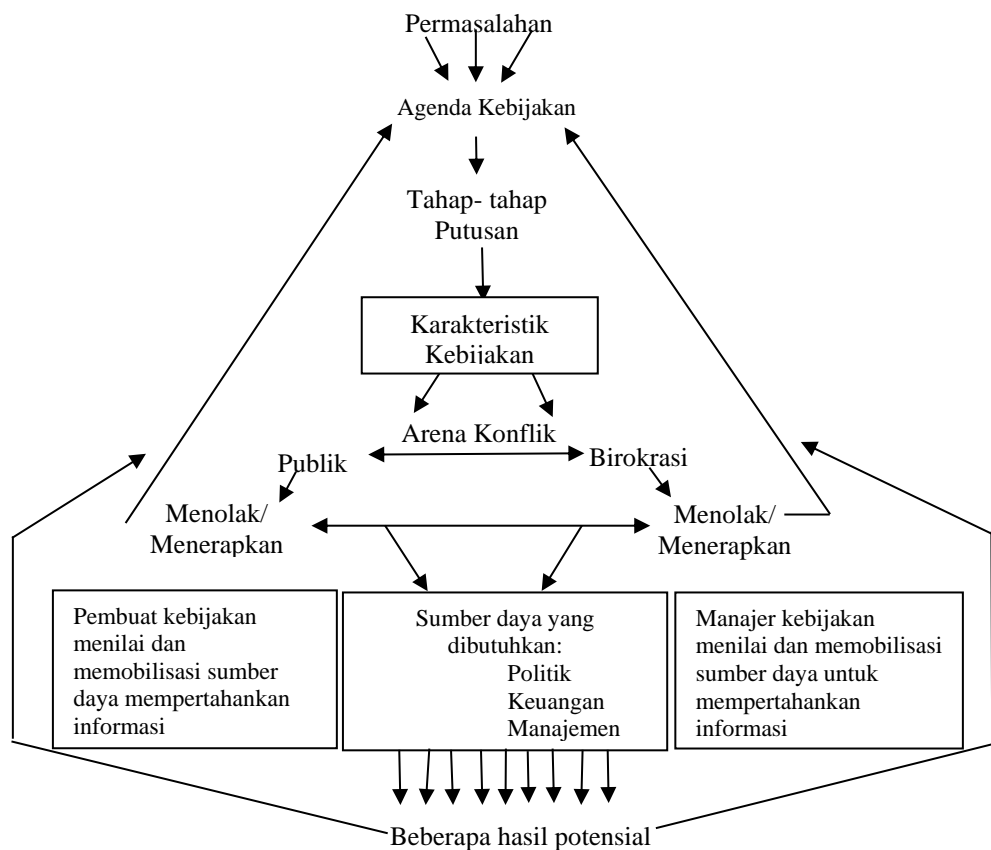 Permasalahan
Agenda Kebijakan
Tahap- tahap
Putusan
Karakteristik
Kebijakan
Arena Konflik
Publik
Birokrasi
Menolak/
Menerapkan
Menolak/
Menerapkan
Pembuat kebijakan
menilai dan
memobilisasi sumber
daya mempertahankan
informasi
Sumber daya yang
dibutuhkan:
Politik
Keuangan
Manajemen
Manajer kebijakan
menilai dan memobilisasi
sumber daya untuk
mempertahankan
informasi
Beberapa hasil potensial